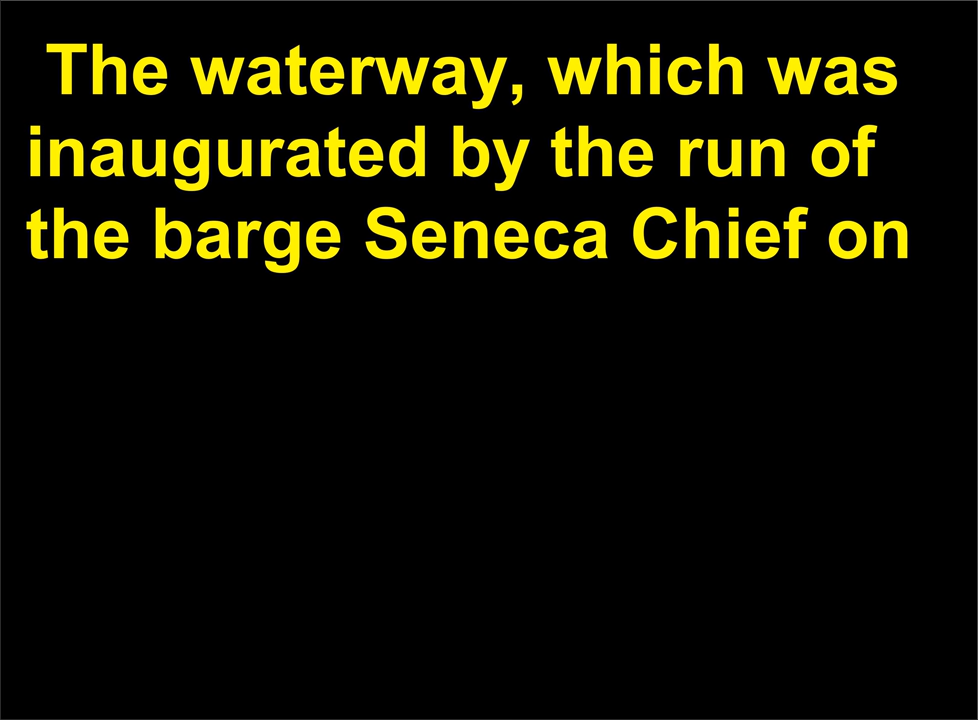 The waterway, which was
inaugurated by the run of
the barge Seneca Chief on